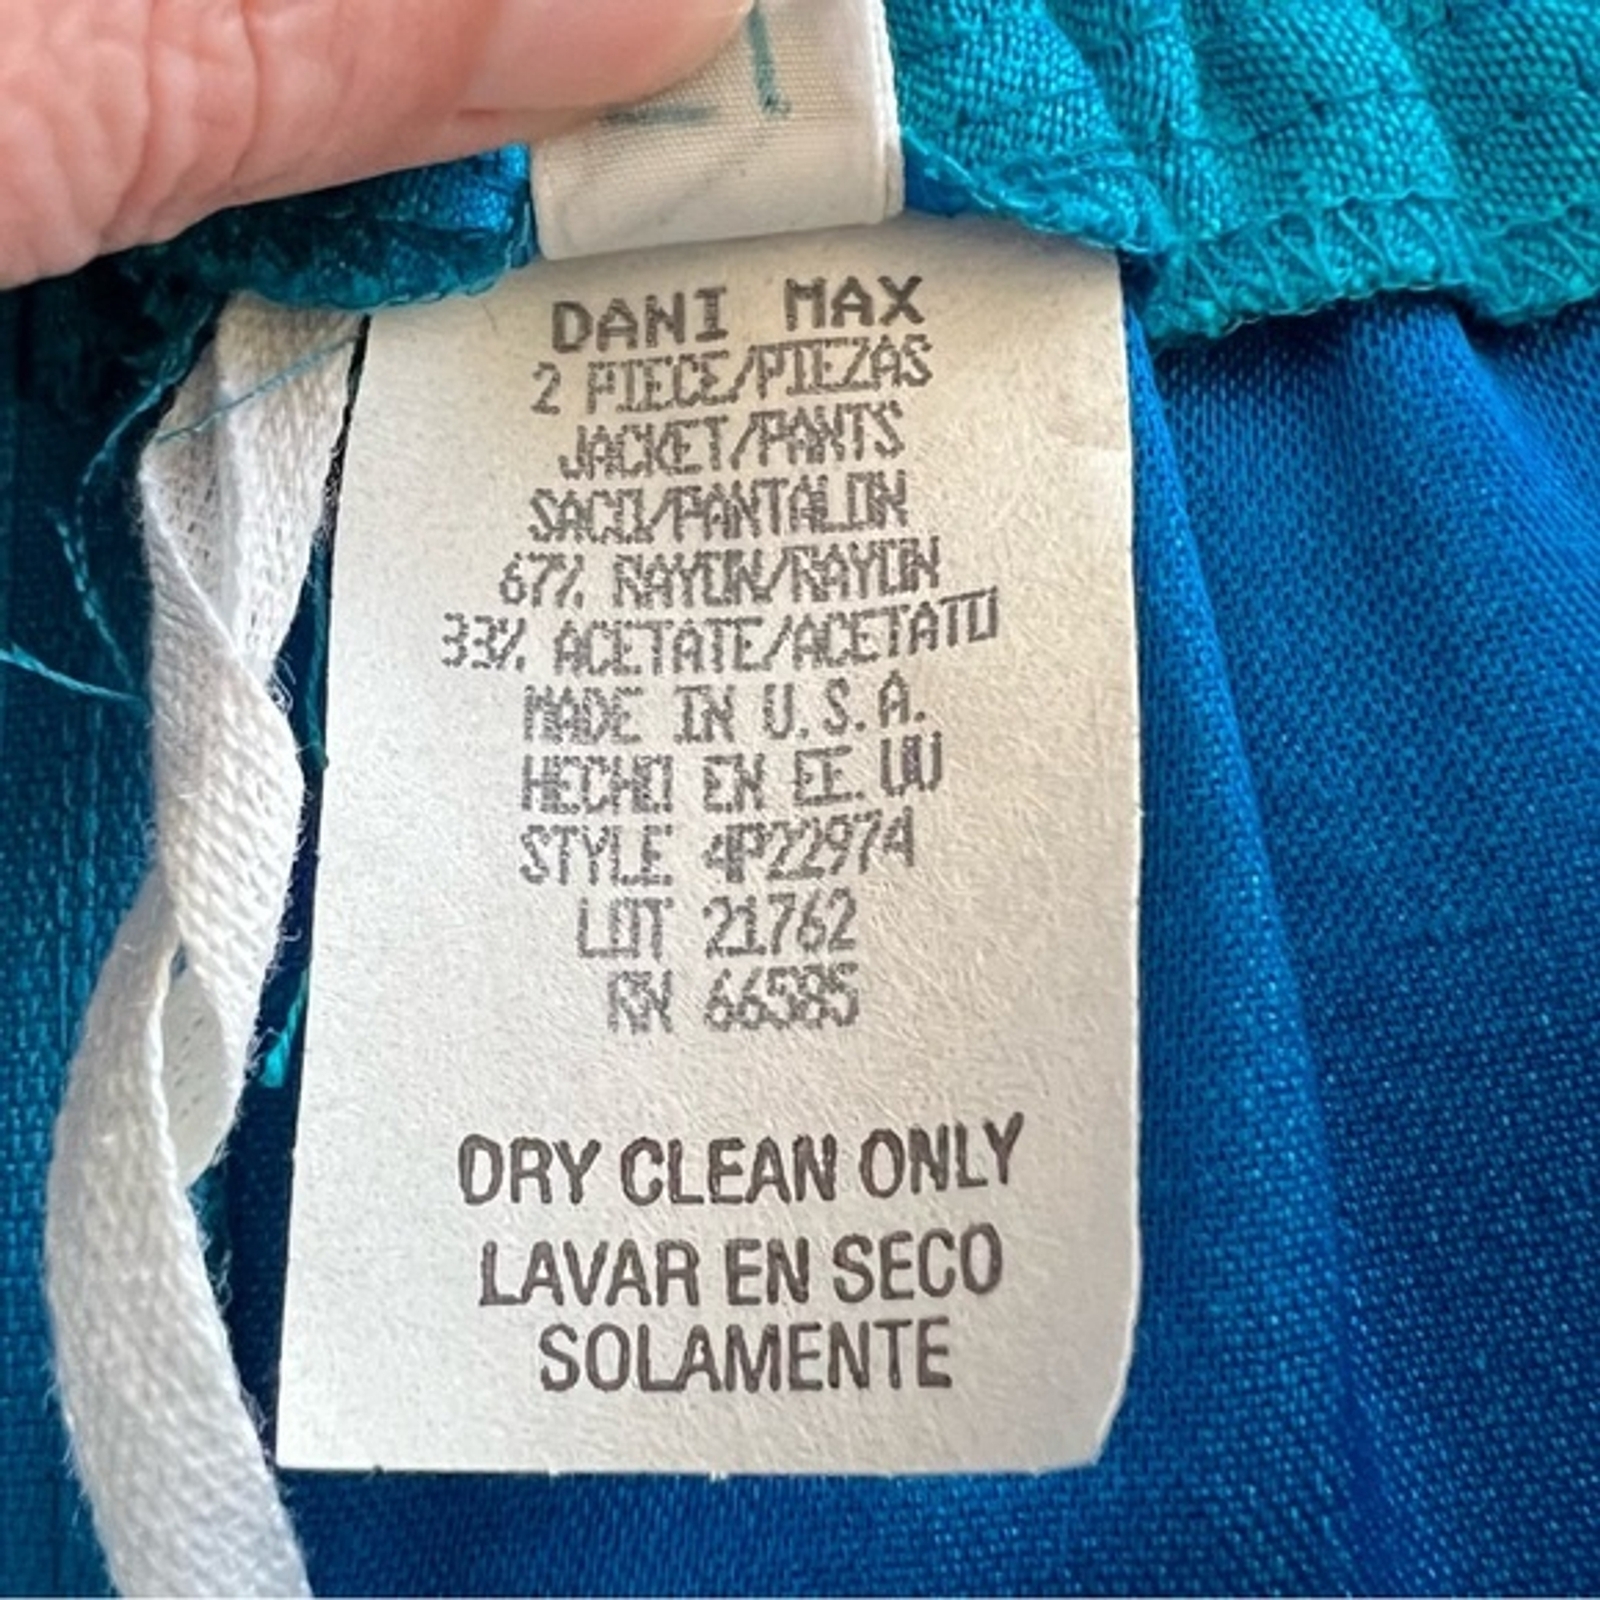 DANI MAX
2 PIECE/PIEZAS
JACKET/PANTS
SACO/PANTALON
67% RAYON/RAYON
33% ACETATE/ACETATO
MADE IN U.S.A.
HECHO EN EE.UU
STYLE 4P22974
LOT 21762
RN 66585
DRY CLEAN ONLY
LAVAR EN SECO
SOLAMENTE